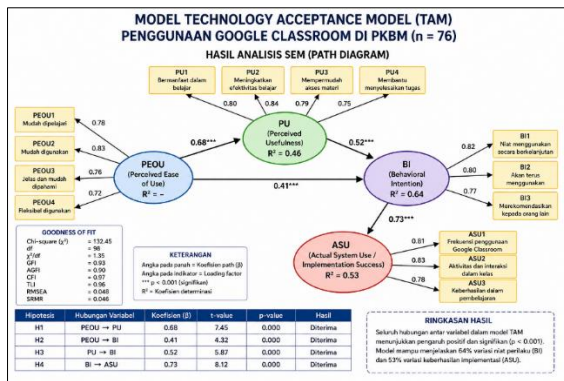 MODEL TECHNOLOGY ACCEPTANCE MODEL (TAM)
PENGGUNAAN GOOGLE CLASSROOM DI PKBM (n = 76)
HASIL ANALISIS SEM (PATH DIAGRAM)
PU1
Bermanfaat dalam
belajar
PU2
Meningkatkan
efektivitas belajar
PU3
Mempermudah
akses materi
PU4
Membantu
menyelesaikan tugas
0.80
0.84
0.79
0.75
PEOU1
Mudah dipelajari
PEOU2
Mudah digunakan
PEOU3
Jelas dan mudah
dipahami
PEOU4
Fleksibel digunakan
0.78
0.83
0.76
0.72
PEOU
(Perceived Ease
of Use)
R² = –
0.68***
PU
(Perceived
Usefulness)
R² = 0.46
0.52***
0.41***
BI
(Behavioral
Intention)
R² = 0.64
0.82
0.80
0.77
BI1
Niat menggunakan
secara berkelanjutan
BI2
Akan terus menggunakan
BI3
Merekomendasikan
kepada orang lain
0.73***
ASU
(Actual System Use /
Implementation Success)
R² = 0.53
0.81
0.83
0.78
ASU1
Frekuensi penggunaan
Google Classroom
ASU2
Aktivitas dan interaksi
dalam kelas
ASU3
Keberhasilan dalam
pembelajaran
GOODNESS OF FIT
Chi-square (χ²) = 132.45
df = 98
χ²/df = 1.35
GFI = 0.93
AGFI = 0.90
CFI = 0.97
TLI = 0.96
RMSEA = 0.048
SRMR = 0.046
KETERANGAN
Angka pada panah = Koefisien path (β)
Angka pada indikator = Loading factor
*** p < 0.001 (signifikan)
R² = Koefisien determinasi
Hipotesis Hubungan Variabel Koefisien (β) t-value p-value Hasil
H1 PEOU → PU 0.68 7.45 0.000 Diterima
H2 PEOU → BI 0.41 4.32 0.000 Diterima
H3 PU → BI 0.52 5.87 0.000 Diterima
H4 BI → ASU 0.73 8.12 0.000 Diterima
RINGKASAN HASIL
Seluruh hubungan antar variabel dalam model TAM
menunjukkan pengaruh positif dan signifikan (p < 0.001).
Model mampu menjelaskan 64% variasi niat perilaku (BI)
dan 53% variasi keberhasilan implementasi (ASU).